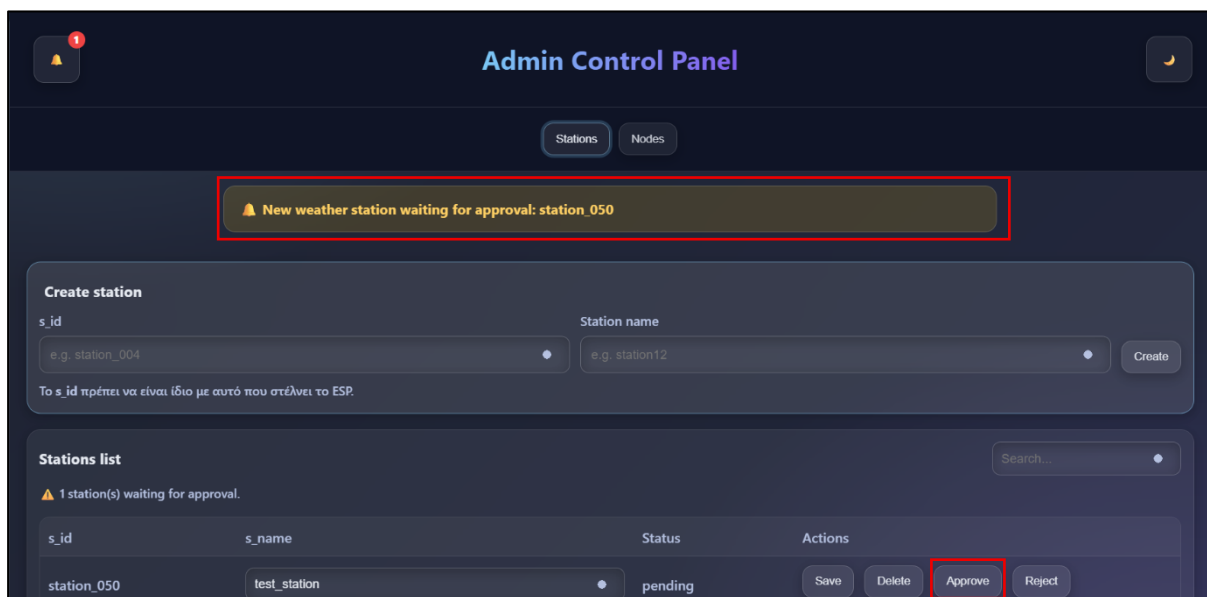 1
Admin Control Panel
Stations Nodes
New weather station waiting for approval: station_050
Create station
s_id Station name
e.g. station_004 e.g. station12 Create
Το s_id πρέπει να είναι ίδιο με αυτό που στέλνει το ESP.
Stations list Search...
1 station(s) waiting for approval.
s_id s_name Status Actions
station_050 test_station pending Save Delete Approve Reject